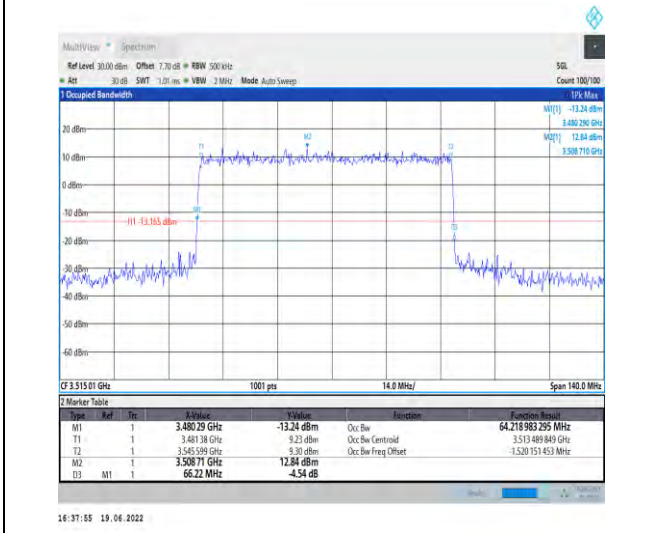 MultiView Spectrum
Ref Level 30.00 dBm Offset 7.70 dB RBW 500 kHz SGL
Att 30 dB SWT 1.01 ms VBW 2 MHz Mode Auto Sweep Count 100/100
1 Occupied Bandwidth 1Pk Max
M1[1] -13.24 dBm
3.480 290 GHz
M2[1] 12.84 dBm
3.508 710 GHz
20 dBm
M2
T1
T2
10 dBm
0 dBm
-10 dBm
M1
H1 -13.165 dBm
D3
-20 dBm
-30 dBm
-40 dBm
-50 dBm
-60 dBm
CF 3.515 01 GHz 1001 pts 14.0 MHz/ Span 140.0 MHz
2 Marker Table
Type Ref Trc X-Value Y-Value Function Function Result
M1 1 3.480 29 GHz -13.24 dBm Occ Bw 64.218 983 295 MHz
T1 1 3.481 38 GHz 9.23 dBm Occ Bw Centroid 3.513 489 849 GHz
T2 1 3.545 599 GHz 9.30 dBm Occ Bw Freq Offset -1.520 151 453 MHz
M2 1 3.508 71 GHz 12.84 dBm
D3 M1 1 66.22 MHz -4.54 dB
16:37:55 19.06.2022